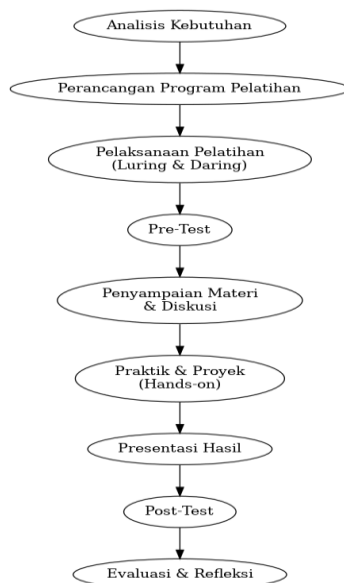 Analisis Kebutuhan
Perancangan Program Pelatihan
Pelaksanaan Pelatihan
(Luring & Daring)
Pre-Test
Penyampaian Materi
& Diskusi
Praktik & Proyek
(Hands-on)
Presentasi Hasil
Post-Test
Evaluasi & Refleksi